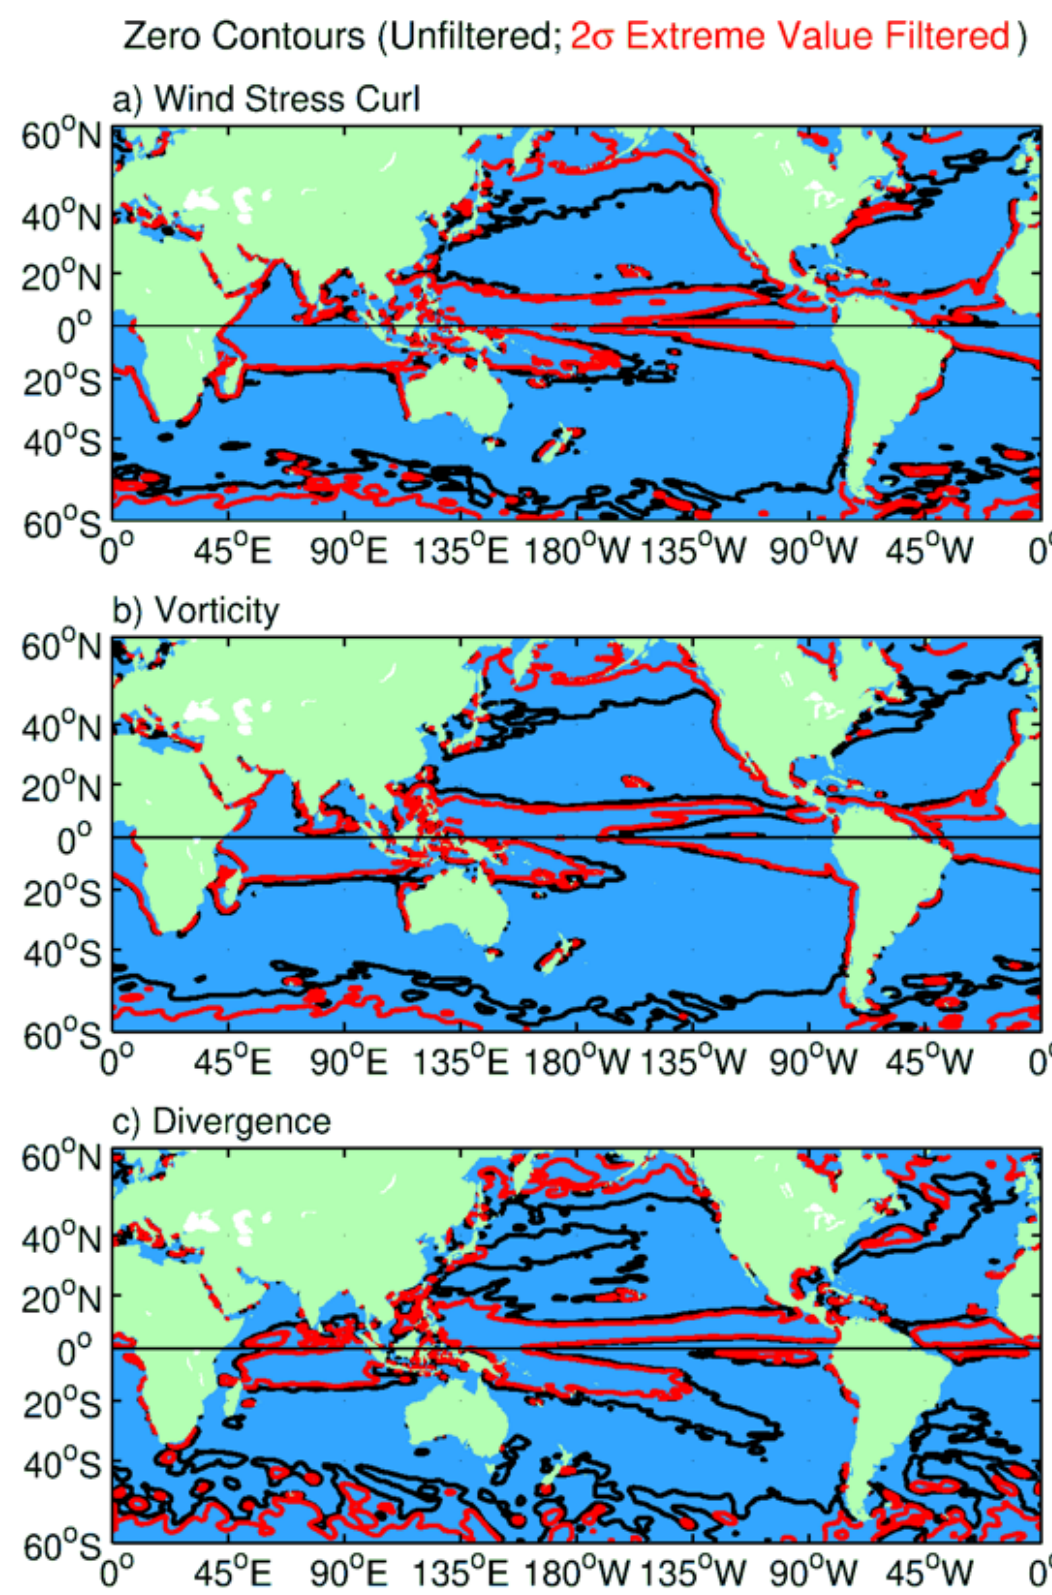 Zero Contours (Unfiltered; 2σ Extreme Value Filtered)
a) Wind Stress Curl
60°N
40°N
20°N
0°
20°S
40°S
60°S
0° 45°E 90°E 135°E 180°W 135°W 90°W 45°W 0°
b) Vorticity
60°N
40°N
20°N
0°
20°S
40°S
60°S
0° 45°E 90°E 135°E 180°W 135°W 90°W 45°W 0°
c) Divergence
60°N
40°N
20°N
0°
20°S
40°S
60°S
0° 45°E 90°E 135°E 180°W 135°W 90°W 45°W 0°